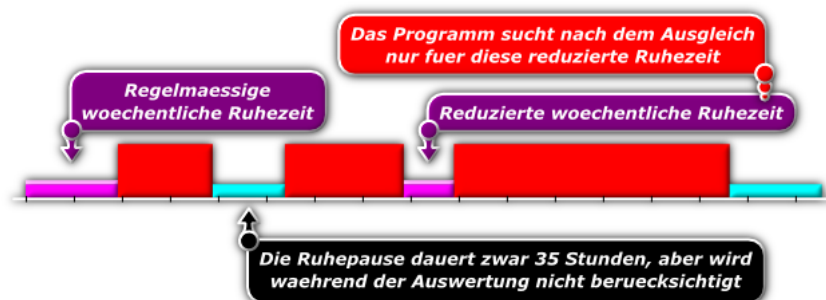 Das Programm sucht nach dem Ausgleich
nur fuer diese reduzierte Ruhezeit
Regelmaessige
woechentliche Ruhezeit
Reduzierte woechentliche Ruhezeit
Die Ruhepause dauert zwar 35 Stunden, aber wird
waehrend der Auswertung nicht beruecksichtigt